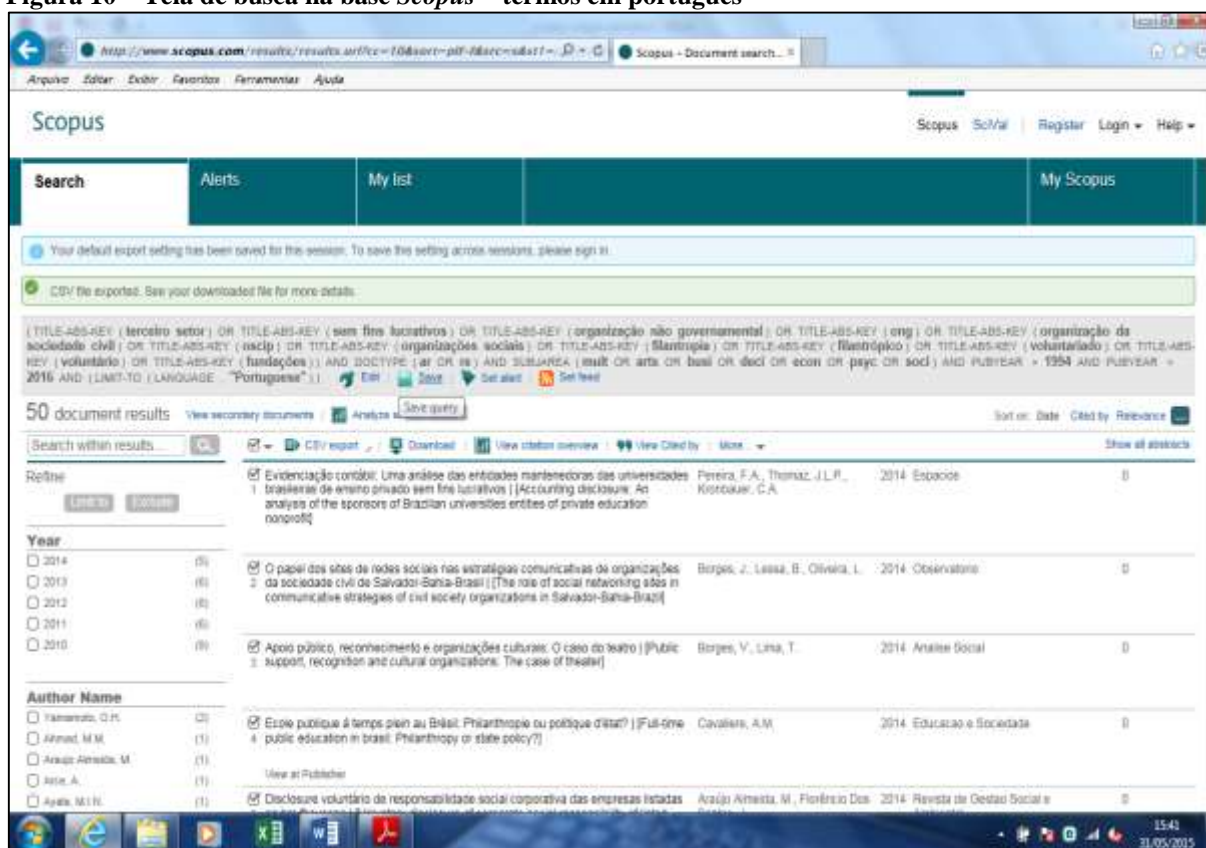 Figura 10 – Tela de busca na base Scopus – termos em português
Scopus - Document search...
Arquivo Editar Exibir Favoritos Ferramentas Ajuda
Scopus
Scopus SciVal Register Login Help
Search Alerts My list My Scopus
Your default export setting has been saved for this session. To save this setting across sessions, please sign in.
CSV file exported. See your downloaded file for more details.
( TITLE-ABS-KEY ( terceiro setor ) OR TITLE-ABS-KEY ( sem fins lucrativos ) OR TITLE-ABS-KEY ( organização não governamental ) OR TITLE-ABS-KEY ( ong ) OR TITLE-ABS-KEY ( organização da
sociedade civil ) OR TITLE-ABS-KEY ( oscip ) OR TITLE-ABS-KEY ( organizações sociais ) OR TITLE-ABS-KEY ( filantropia ) OR TITLE-ABS-KEY ( filantrópico ) OR TITLE-ABS-KEY ( voluntariado ) OR TITLE-ABS-
KEY ( voluntário ) OR TITLE-ABS-KEY ( fundações ) ) AND DOCTYPE ( ar OR re ) AND SUBJAREA ( mult OR arts OR busi OR deci OR econ OR psyc OR soci ) AND PUBYEAR > 1994 AND PUBYEAR <
2016 AND ( LIMIT-TO ( LANGUAGE , "Portuguese" ) ) Edit Save Set alert Set feed
50 document results View secondary documents Analyze Save query Sort on: Date Cited by Relevance
Search within results... CSV export Download View citation overview View Cited by More... Show all abstracts
Refine
Limit to Exclude
Evidenciação contábil: Uma análise das entidades mantenedoras das universidades Pereira, F.A., Thomaz, J.L.P., 2014 Espacios 0
1 brasileiras de ensino privado sem fins lucrativos | [Accounting disclosure: An Kronbauer, C.A.
analysis of the sponsors of Brazilian universities entities of private education
nonprofit]
Year
2014 (5)
2013 (6)
2012 (6)
2011 (6)
2010 (9)
O papel dos sites de redes sociais nas estratégias comunicativas de organizações Borges, J., Lessa, B., Oliveira, L. 2014 Observatorio 0
2 da sociedade civil de Salvador-Bahia-Brasil | [The role of social networking sites in
communicative strategies of civil society organizations in Salvador-Bahia-Brazil]
Apoio público, reconhecimento e organizações culturais: O caso do teatro | [Public Borges, V., Lima, T. 2014 Analise Social 0
3 support, recognition and cultural organizations: The case of theater]
Author Name
Yamamoto, O.H. (2)
Ahmed, M.M. (1)
Araujo Almeida, M. (1)
Arce, A. (1)
Ayala, M.I.N. (1)
Ecole publique á temps plein au Brésil: Philanthropie ou politique d'état? | [Full-time Cavaliere, A.M. 2014 Educacao e Sociedade 0
4 public education in brasil: Philanthropy or state policy?]
View at Publisher
Disclosure voluntário de responsabilidade social corporativa das empresas listadas Araújo Almeida, M., Florêncio Dos 2014 Revista de Gestao Social e 0
15:41
31/05/2015